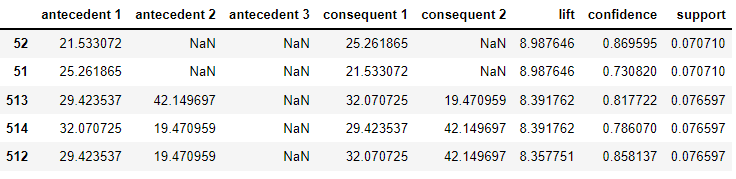 antecedent 1 antecedent 2 antecedent 3 consequent 1 consequent 2 lift confidence support
52 21.533072 NaN NaN 25.261865 NaN 8.987646 0.869595 0.070710
51 25.261865 NaN NaN 21.533072 NaN 8.987646 0.730820 0.070710
513 29.423537 42.149697 NaN 32.070725 19.470959 8.391762 0.817722 0.076597
514 32.070725 19.470959 NaN 29.423537 42.149697 8.391762 0.786070 0.076597
512 29.423537 19.470959 NaN 32.070725 42.149697 8.357751 0.858137 0.076597